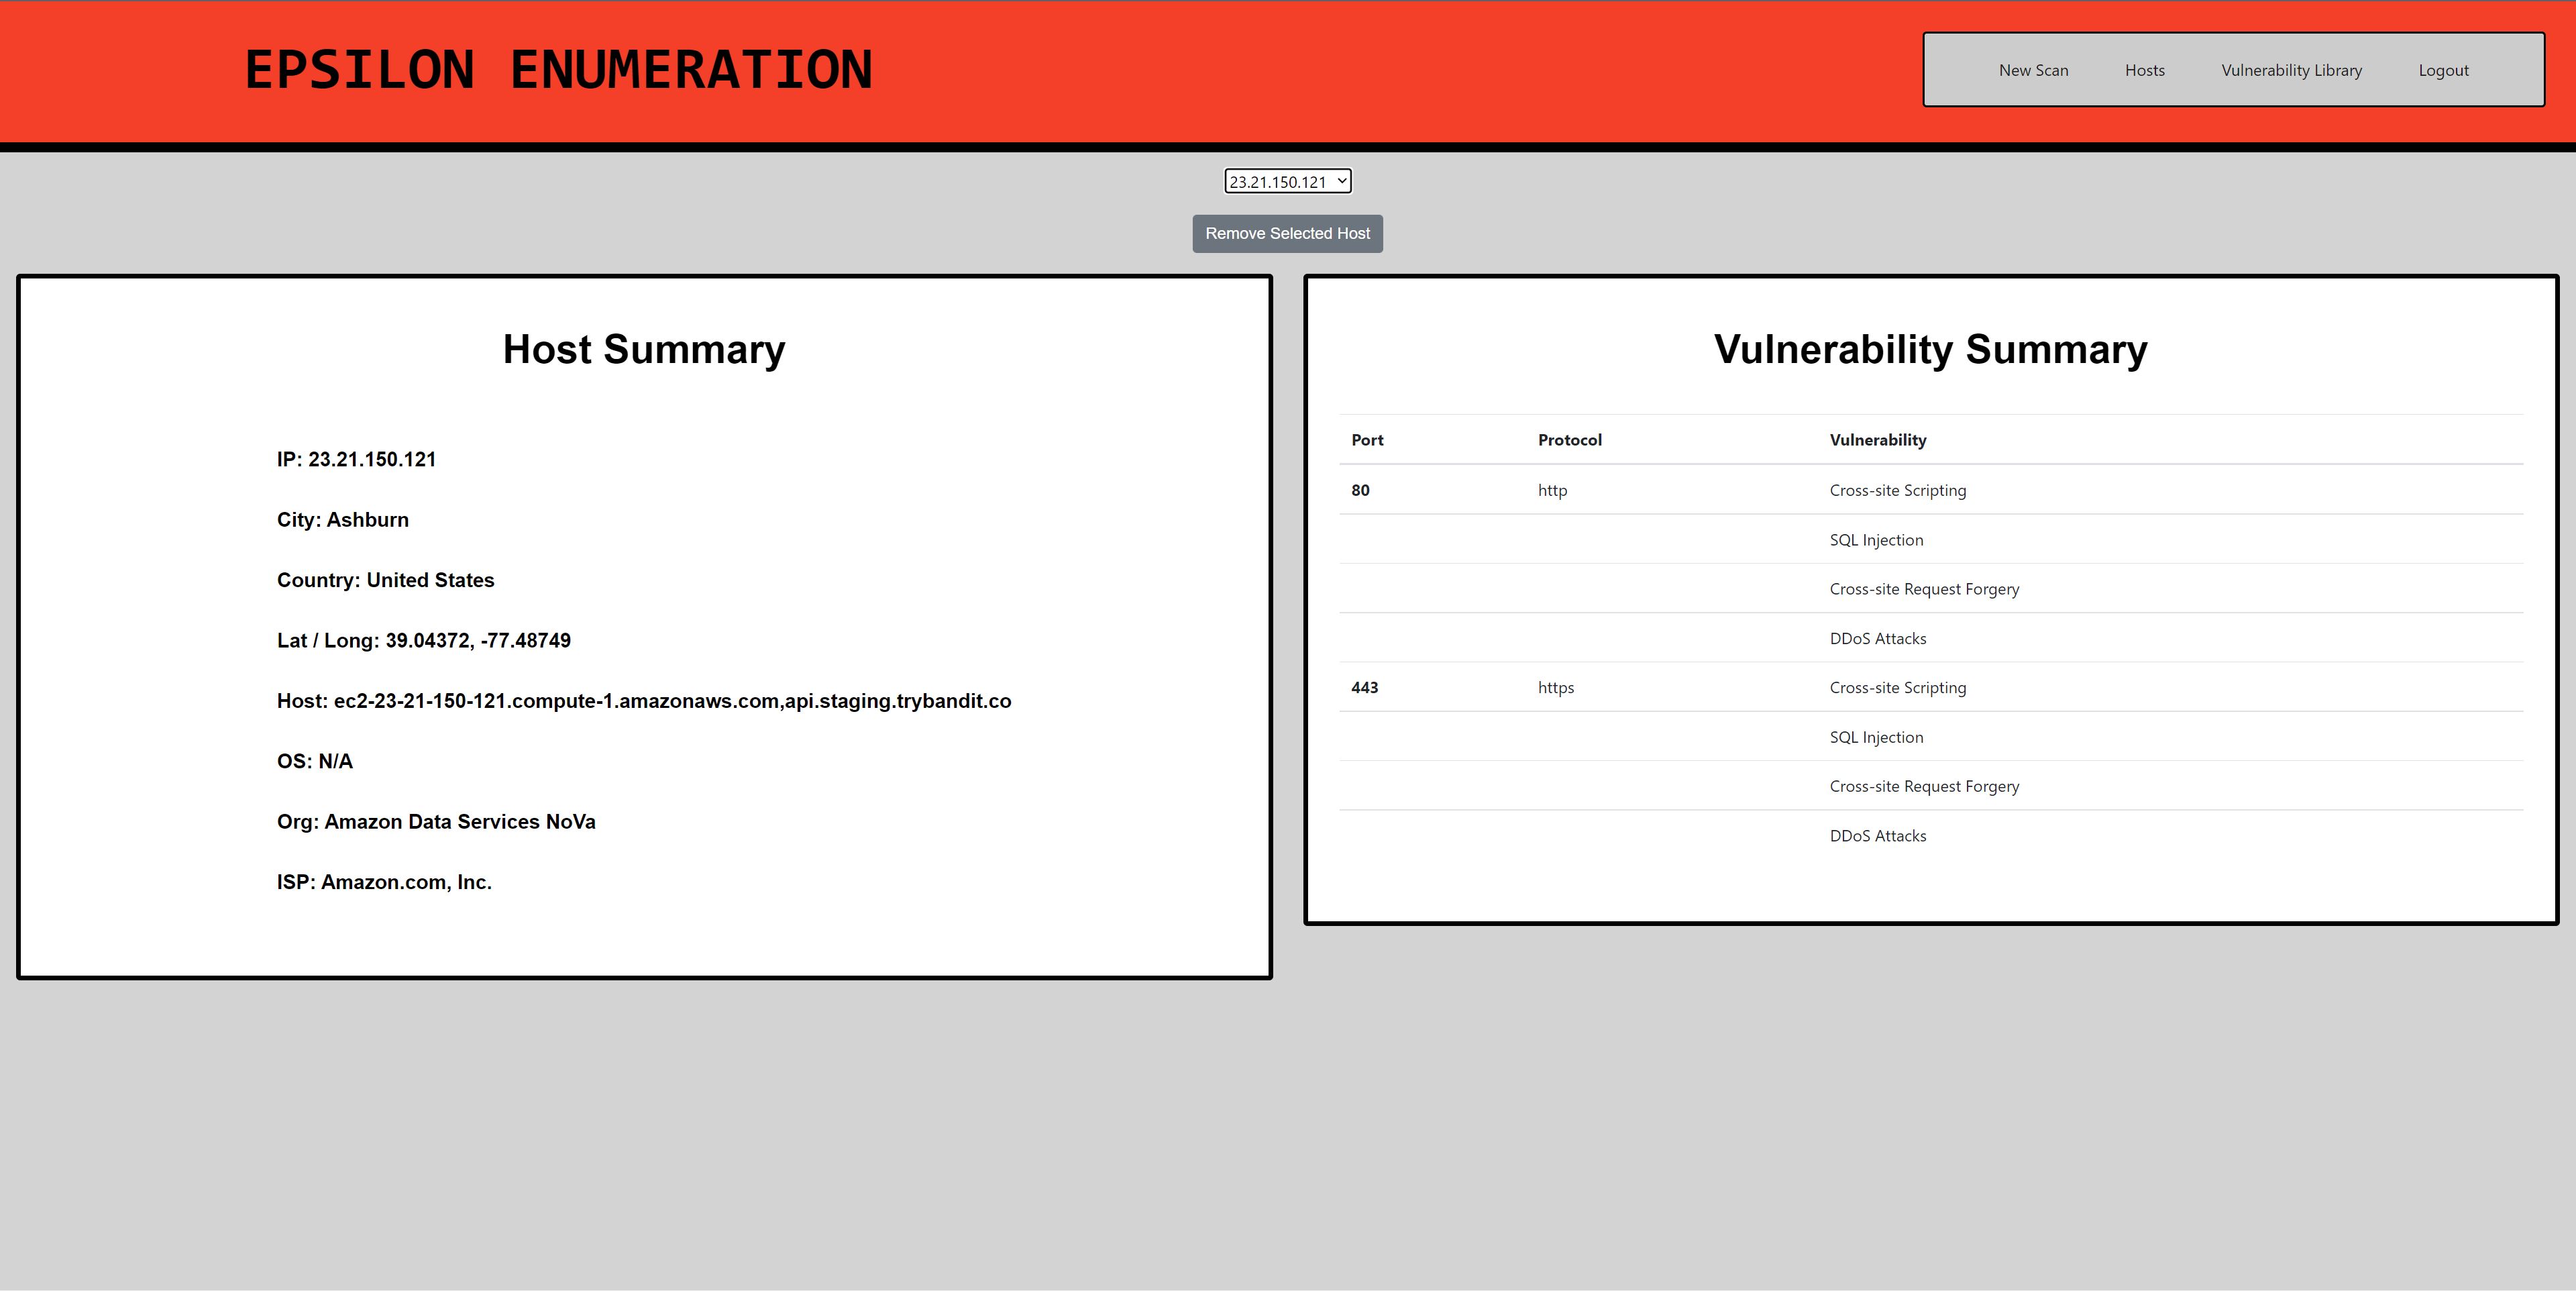 EPSILON ENUMERATION
New Scan Hosts Vulnerability Library Logout
23.21.150.121
Remove Selected Host
Host Summary
IP: 23.21.150.121
City: Ashburn
Country: United States
Lat / Long: 39.04372, -77.48749
Host: ec2-23-21-150-121.compute-1.amazonaws.com,api.staging.trybandit.co
OS: N/A
Org: Amazon Data Services NoVa
ISP: Amazon.com, Inc.
Vulnerability Summary
Port Protocol Vulnerability
80 http Cross-site Scripting
SQL Injection
Cross-site Request Forgery
DDoS Attacks
443 https Cross-site Scripting
SQL Injection
Cross-site Request Forgery
DDoS Attacks